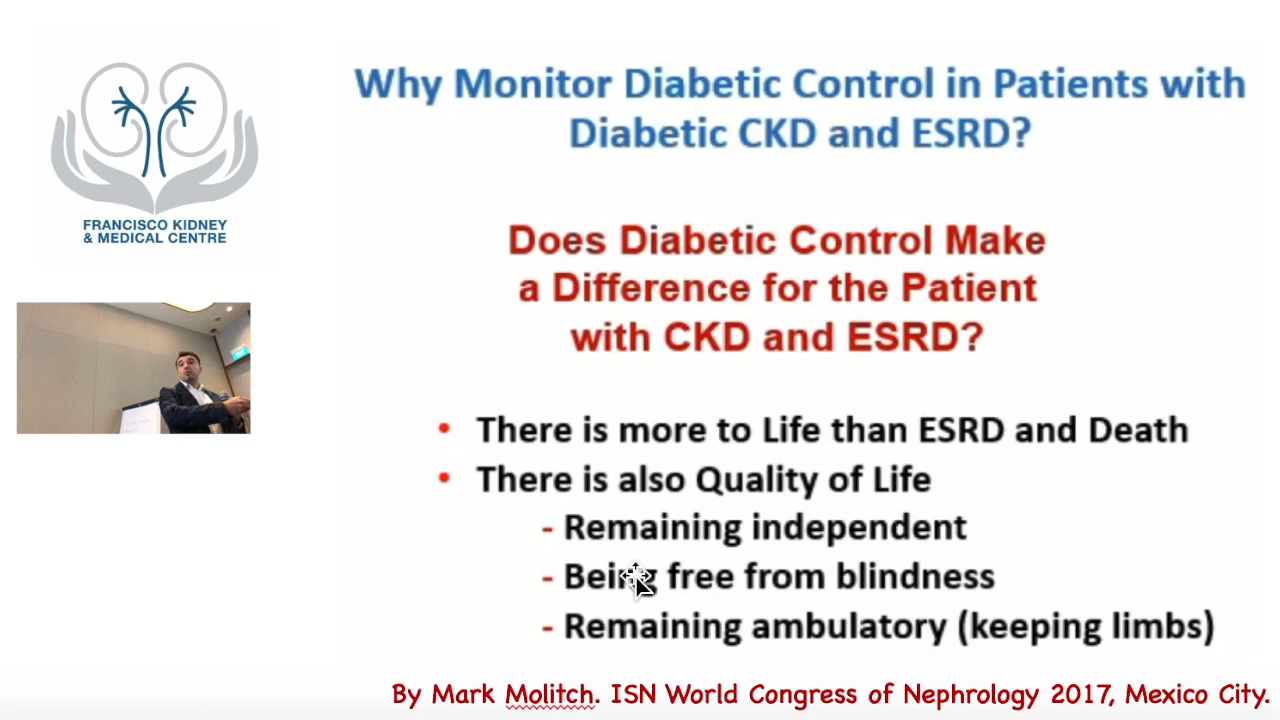 FRANCISCO KIDNEY
& MEDICAL CENTRE
Why Monitor Diabetic Control in Patients with
Diabetic CKD and ESRD?
Does Diabetic Control Make
a Difference for the Patient
with CKD and ESRD?
• There is more to Life than ESRD and Death
• There is also Quality of Life
- Remaining independent
- Being free from blindness
- Remaining ambulatory (keeping limbs)
By Mark Molitch. ISN World Congress of Nephrology 2017, Mexico City.